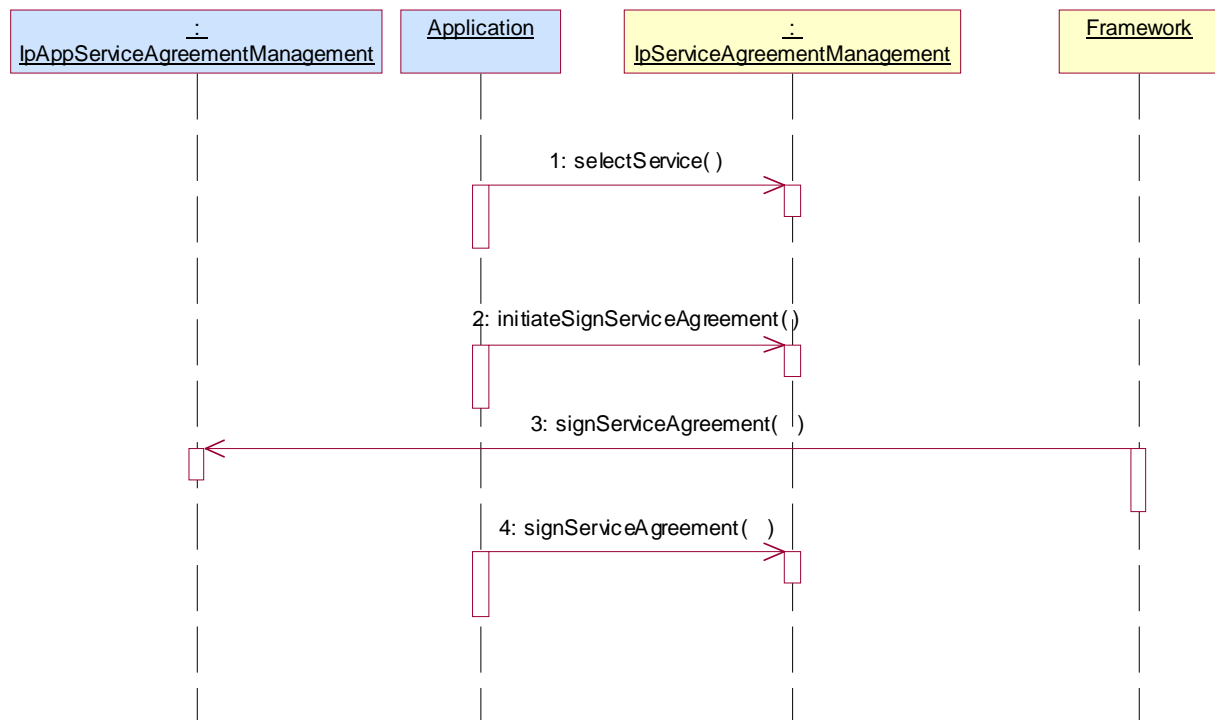 :
IpAppServiceAgreementManagement
Application
:
IpServiceAgreementManagement
Framework
1: selectService( )
2: initiateSignServiceAgreement( )
3: signServiceAgreement( )
4: signServiceAgreement( )